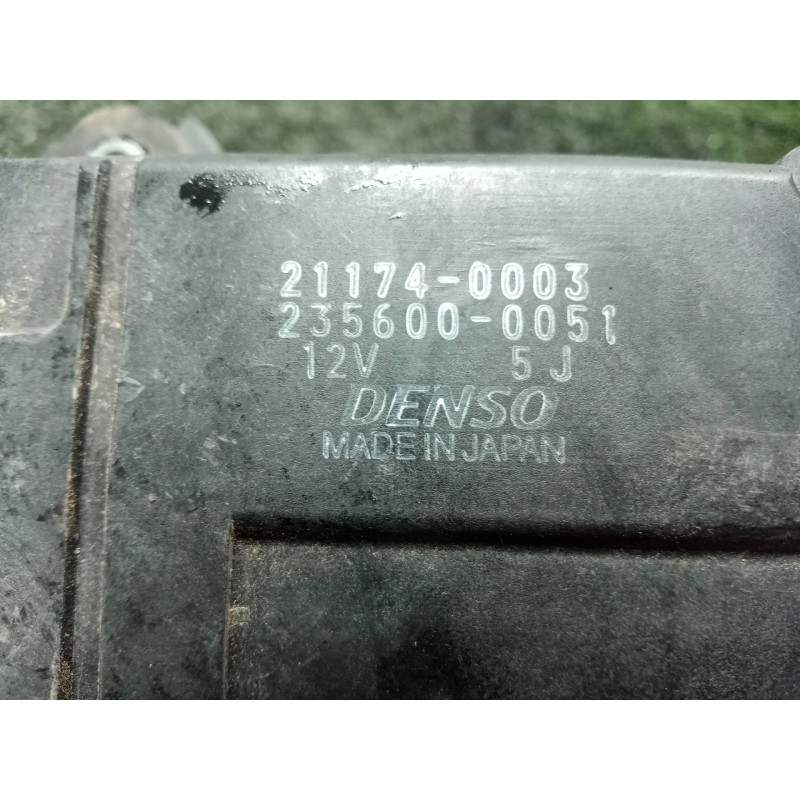 21174-0003
235600-0051
12V 5J
DENSO
MADE IN JAPAN